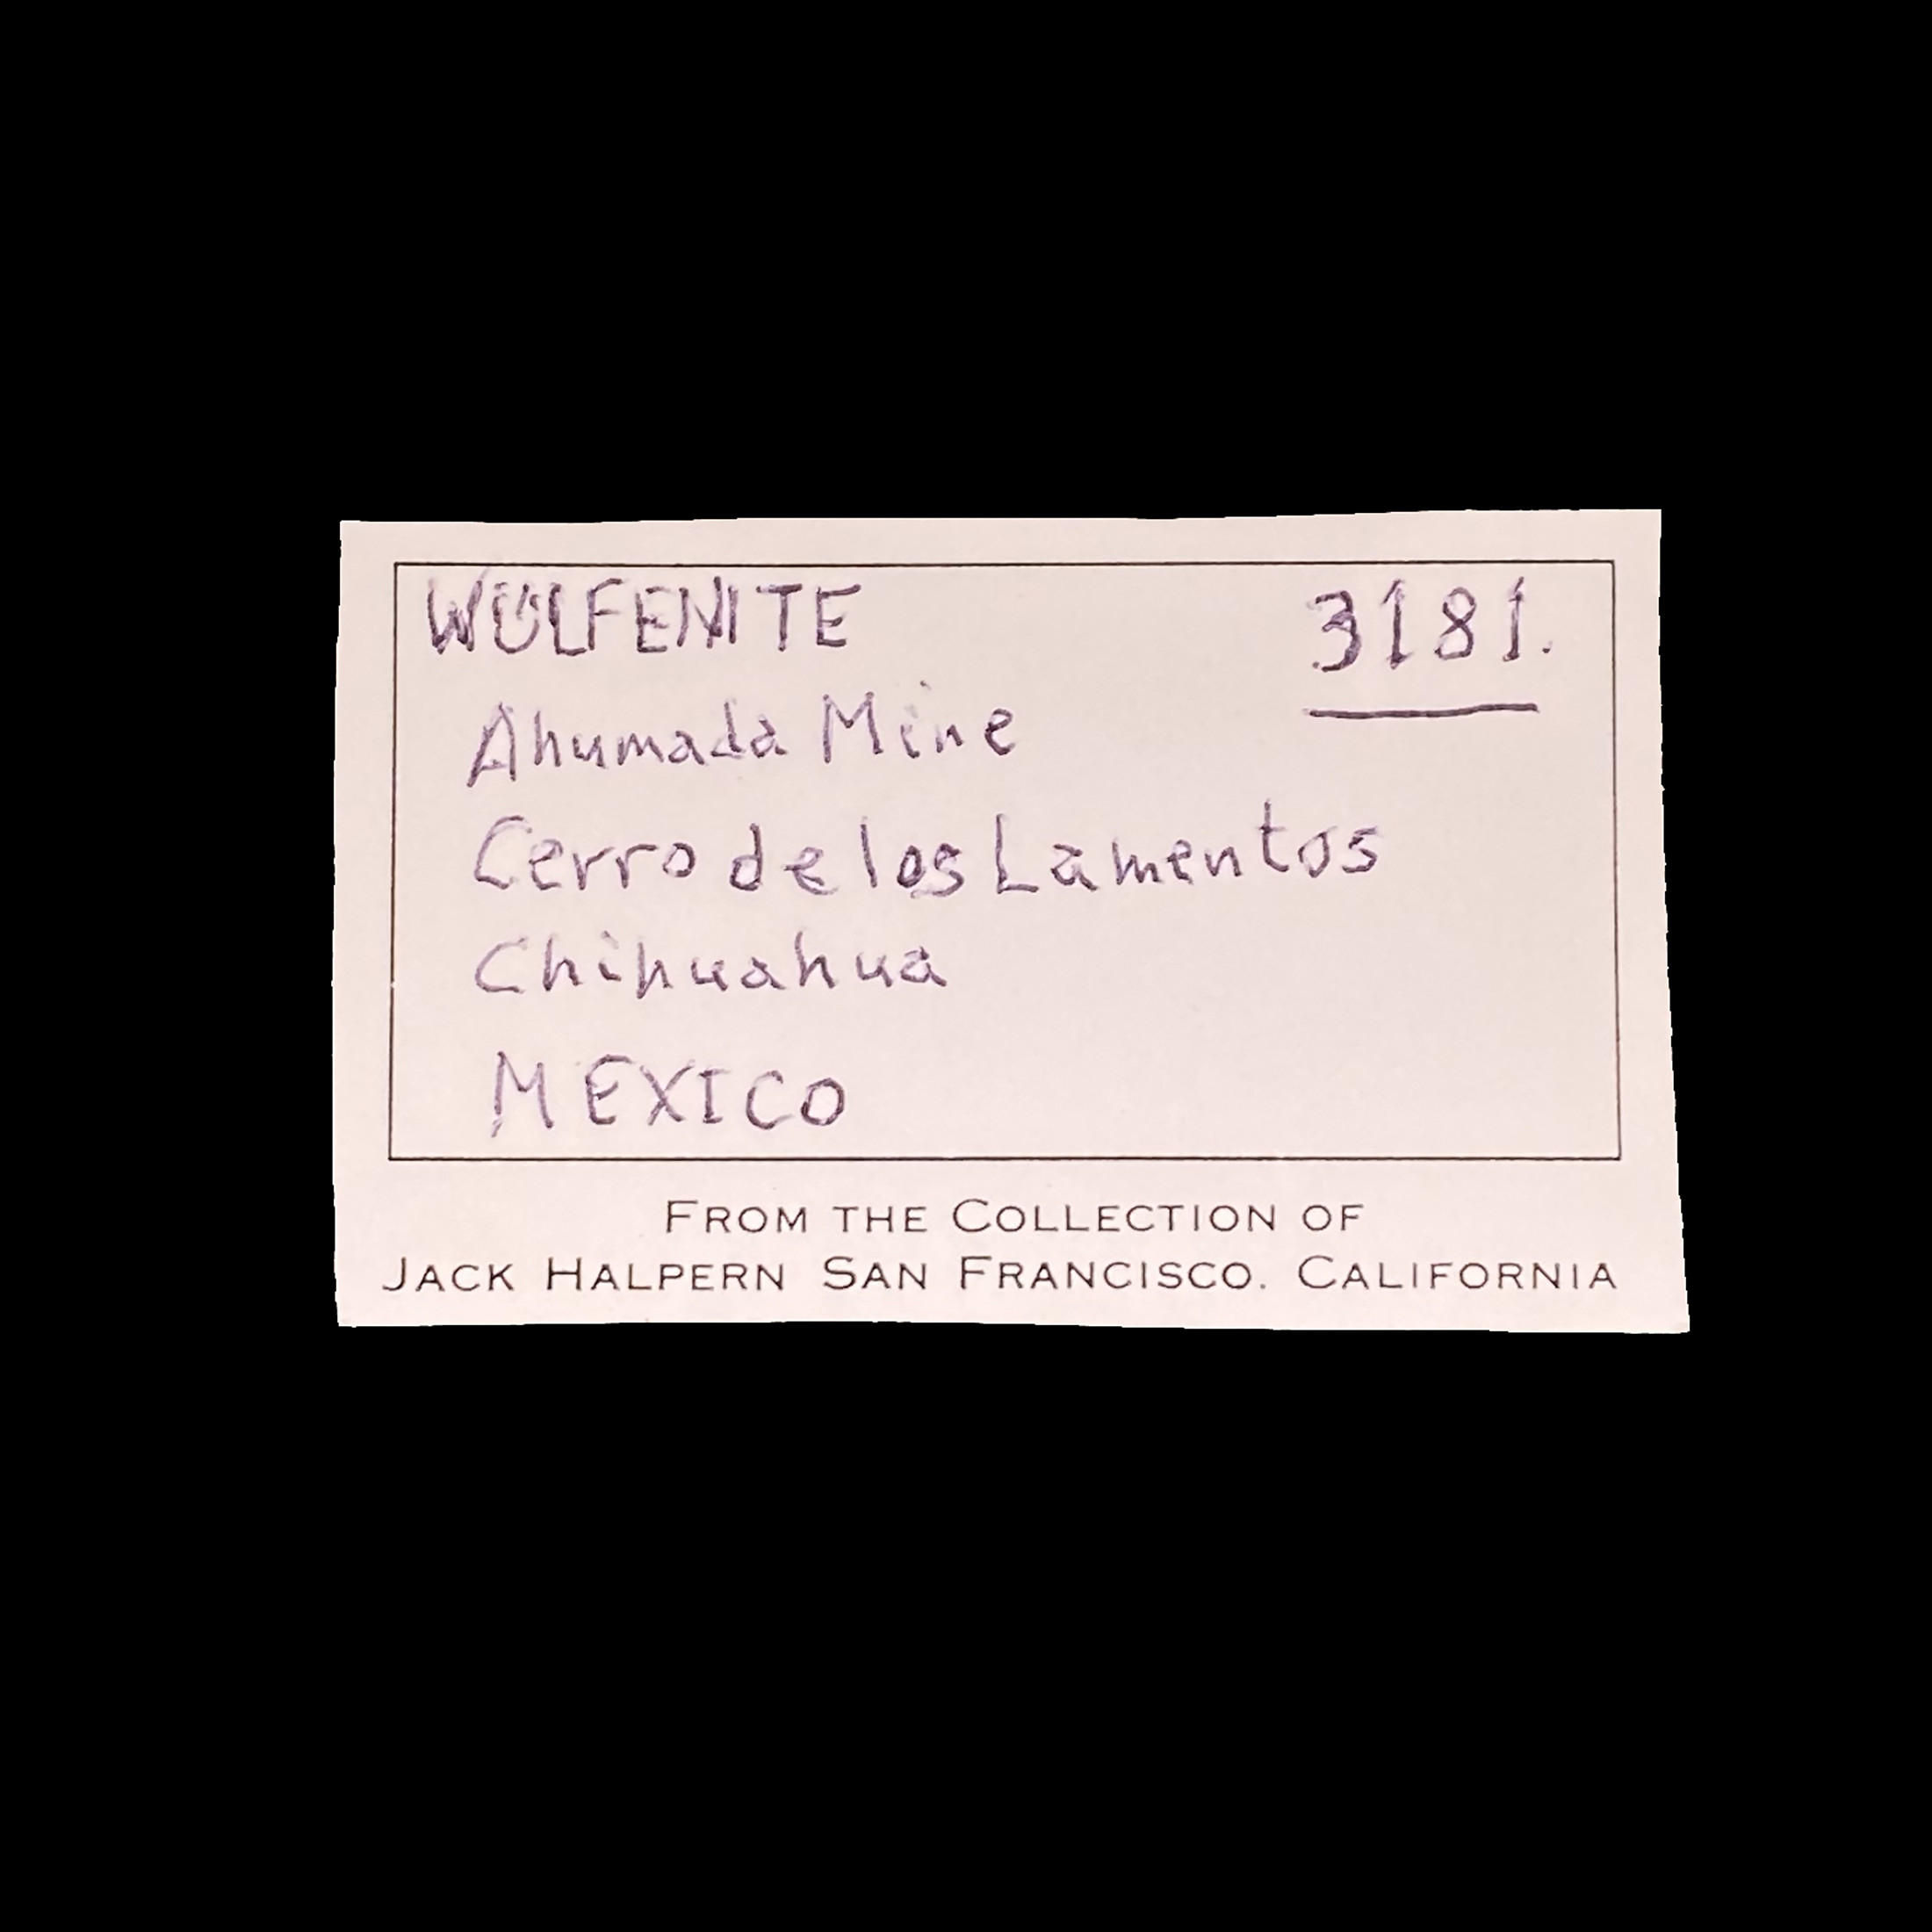 WULFENITE 3181.
Ahumada Mine
Cerro de los Lamentos
Chihuahua
MEXICO
FROM THE COLLECTION OF
JACK HALPERN SAN FRANCISCO. CALIFORNIA